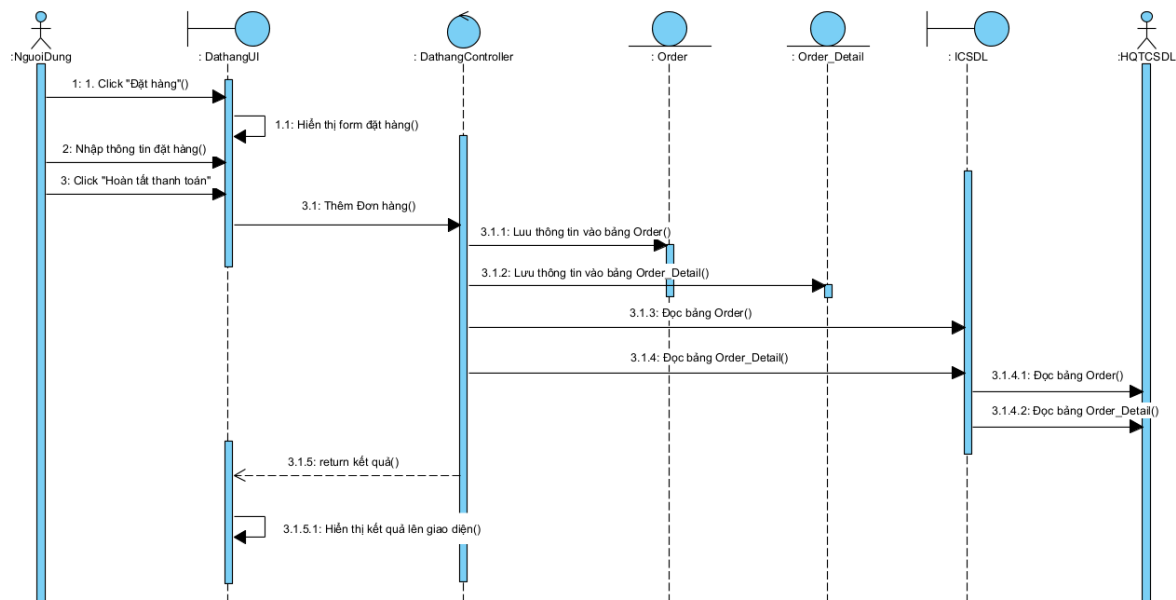 :NguoiDung
: DathangUI
: DathangController
: Order
: Order_Detail
: ICSDL
:HQTCSDL
1: 1. Click "Đặt hàng"()
1.1: Hiển thị form đặt hàng()
2: Nhập thông tin đặt hàng()
3: Click "Hoàn tất thanh toán"
3.1: Thêm Đơn hàng()
3.1.1: Luu thông tin vào bảng Order()
3.1.2: Lưu thông tin vào bảng Order_Detail()
3.1.3: Đọc bảng Order()
3.1.4: Đọc bảng Order_Detail()
3.1.4.1: Đọc bảng Order()
3.1.4.2: Đọc bảng Order_Detail()
3.1.5: return kết quả()
3.1.5.1: Hiển thị kết quả lên giao diện()